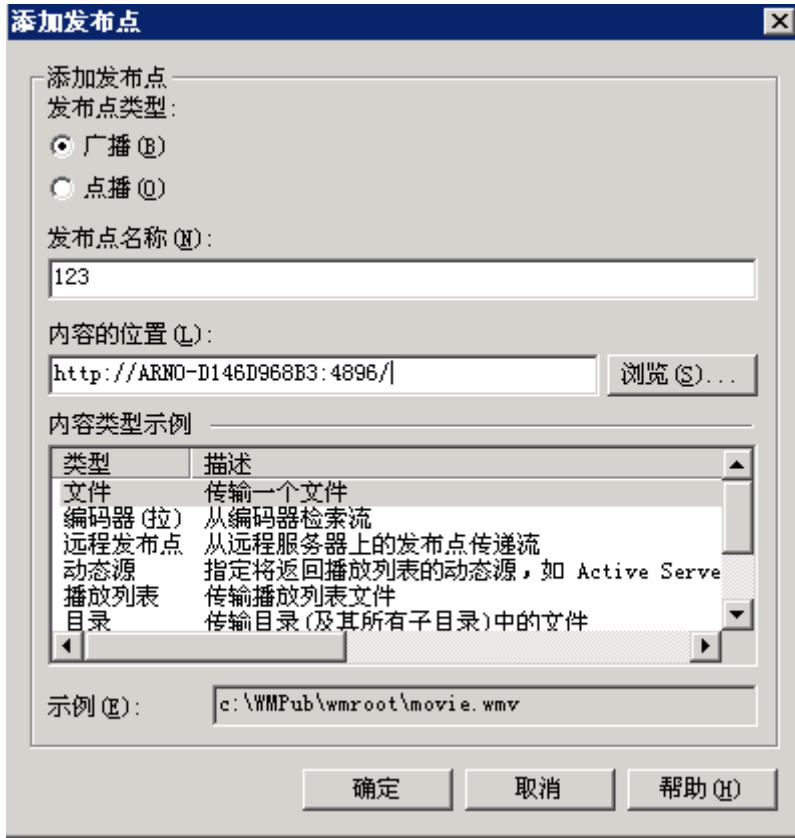 添加发布点
添加发布点
发布点类型:
广播(B)
点播(O)
发布点名称(N):
123
内容的位置(L):
http://ARNO-D146D968B3:4896/
浏览(S)...
内容类型示例
类型 描述
文件 传输一个文件
编码器(拉) 从编码器检索流
远程发布点 从远程服务器上的发布点传递流
动态源 指定将返回播放列表的动态源，如 Active Serve
播放列表 传输播放列表文件
目录 传输目录(及其所有子目录)中的文件
示例(E): c:\WMPub\wmroot\movie.wmv
确定 取消 帮助(H)